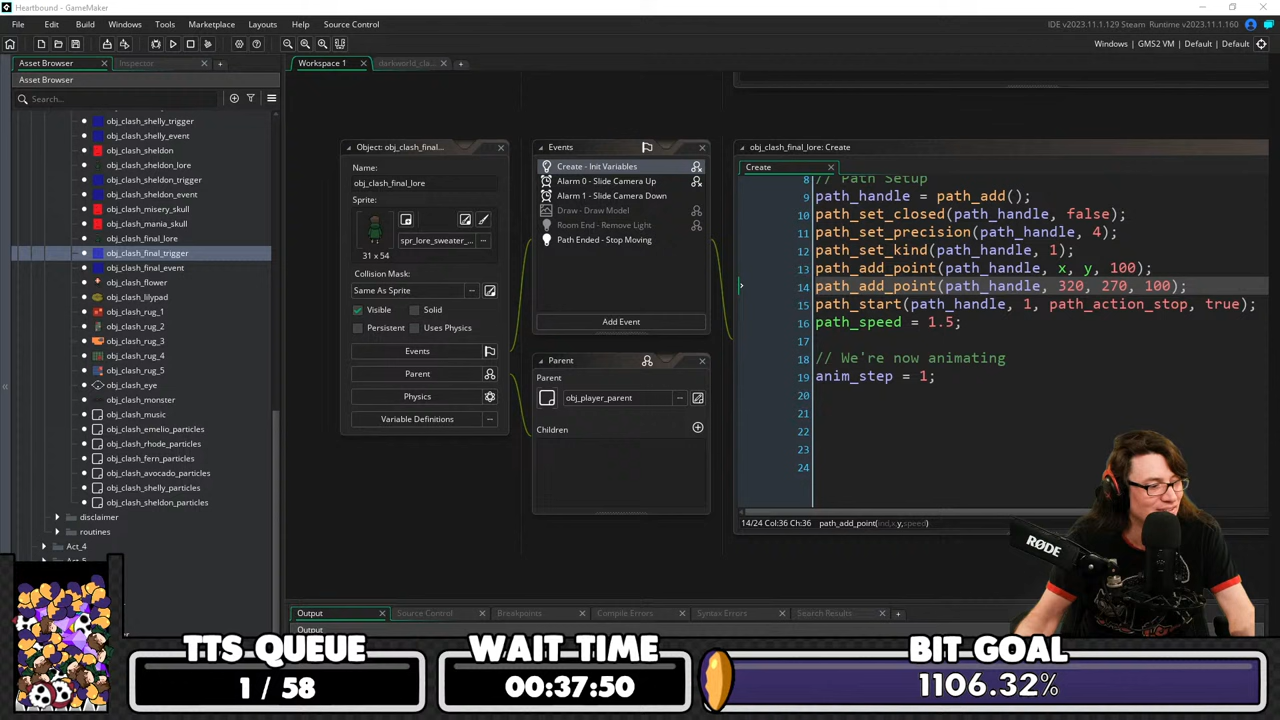 Heartbound - GameMaker
File Edit Build Windows Tools Marketplace Layouts Help Source Control
IDE v2023.11.1.129 Steam Runtime v2023.11.1.160
Windows | GMS2 VM | Default | Default
Asset Browser Inspector
Asset Browser
Search...
obj_clash_shelly_trigger
obj_clash_shelly_event
obj_clash_sheldon
obj_clash_sheldon_lore
obj_clash_sheldon_trigger
obj_clash_sheldon_event
obj_clash_misery_skull
obj_clash_mania_skull
obj_clash_final_lore
obj_clash_final_trigger
obj_clash_final_event
obj_clash_flower
obj_clash_lilypad
obj_clash_rug_1
obj_clash_rug_2
obj_clash_rug_3
obj_clash_rug_4
obj_clash_rug_5
obj_clash_eye
obj_clash_monster
obj_clash_music
obj_clash_emelio_particles
obj_clash_rhode_particles
obj_clash_fern_particles
obj_clash_avocado_particles
obj_clash_shelly_particles
obj_clash_sheldon_particles
disclaimer
routines
Act_4
Workspace 1 darkworld_cla...
Object: obj_clash_final...
Name:
obj_clash_final_lore
Sprite:
spr_lore_sweater_...
31 x 54
Collision Mask:
Same As Sprite
Visible Solid
Persistent Uses Physics
Events
Parent
Physics
Variable Definitions
Events
Create - Init Variables
Alarm 0 - Slide Camera Up
Alarm 1 - Slide Camera Down
Draw - Draw Model
Room End - Remove Light
Path Ended - Stop Moving
Add Event
Parent
Parent
obj_player_parent
Children
obj_clash_final_lore: Create
Create
8 // Path Setup
9 path_handle = path_add();
10 path_set_closed(path_handle, false);
11 path_set_precision(path_handle, 4);
12 path_set_kind(path_handle, 1);
13 path_add_point(path_handle, x, y, 100);
14 path_add_point(path_handle, 320, 270, 100);
15 path_start(path_handle, 1, path_action_stop, true);
16 path_speed = 1.5;
17
18 // We're now animating
19 anim_step = 1;
20
21
22
23
24
14/24 Col:36 Ch:36 path_add_point(ind,x,y,speed)
Output Source Control Breakpoints Compile Errors Syntax Errors Search Results
Output
RØDE
TTS QUEUE
1 / 58
WAIT TIME
00:37:50
BIT GOAL
1106.32%